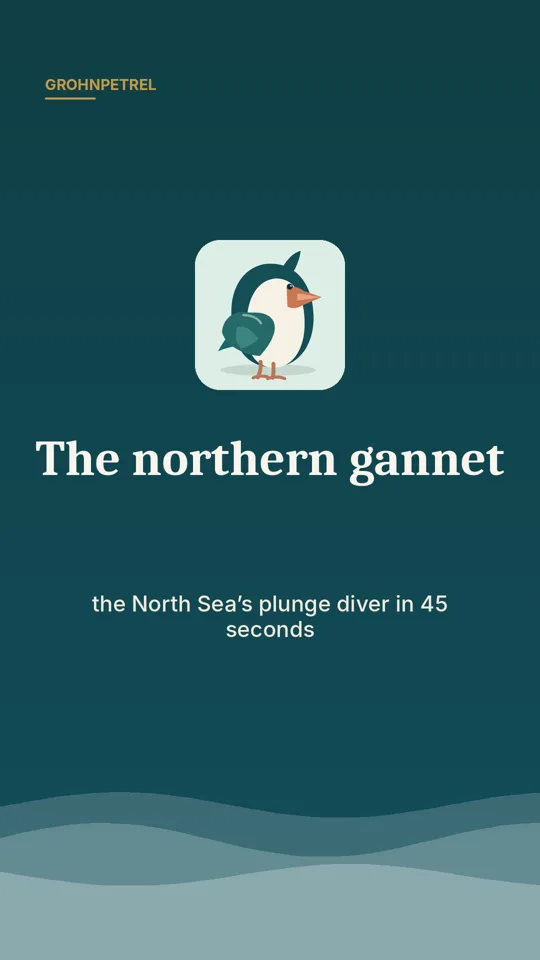 GROHNPETREL
The northern gannet
the North Sea’s plunge diver in 45
seconds